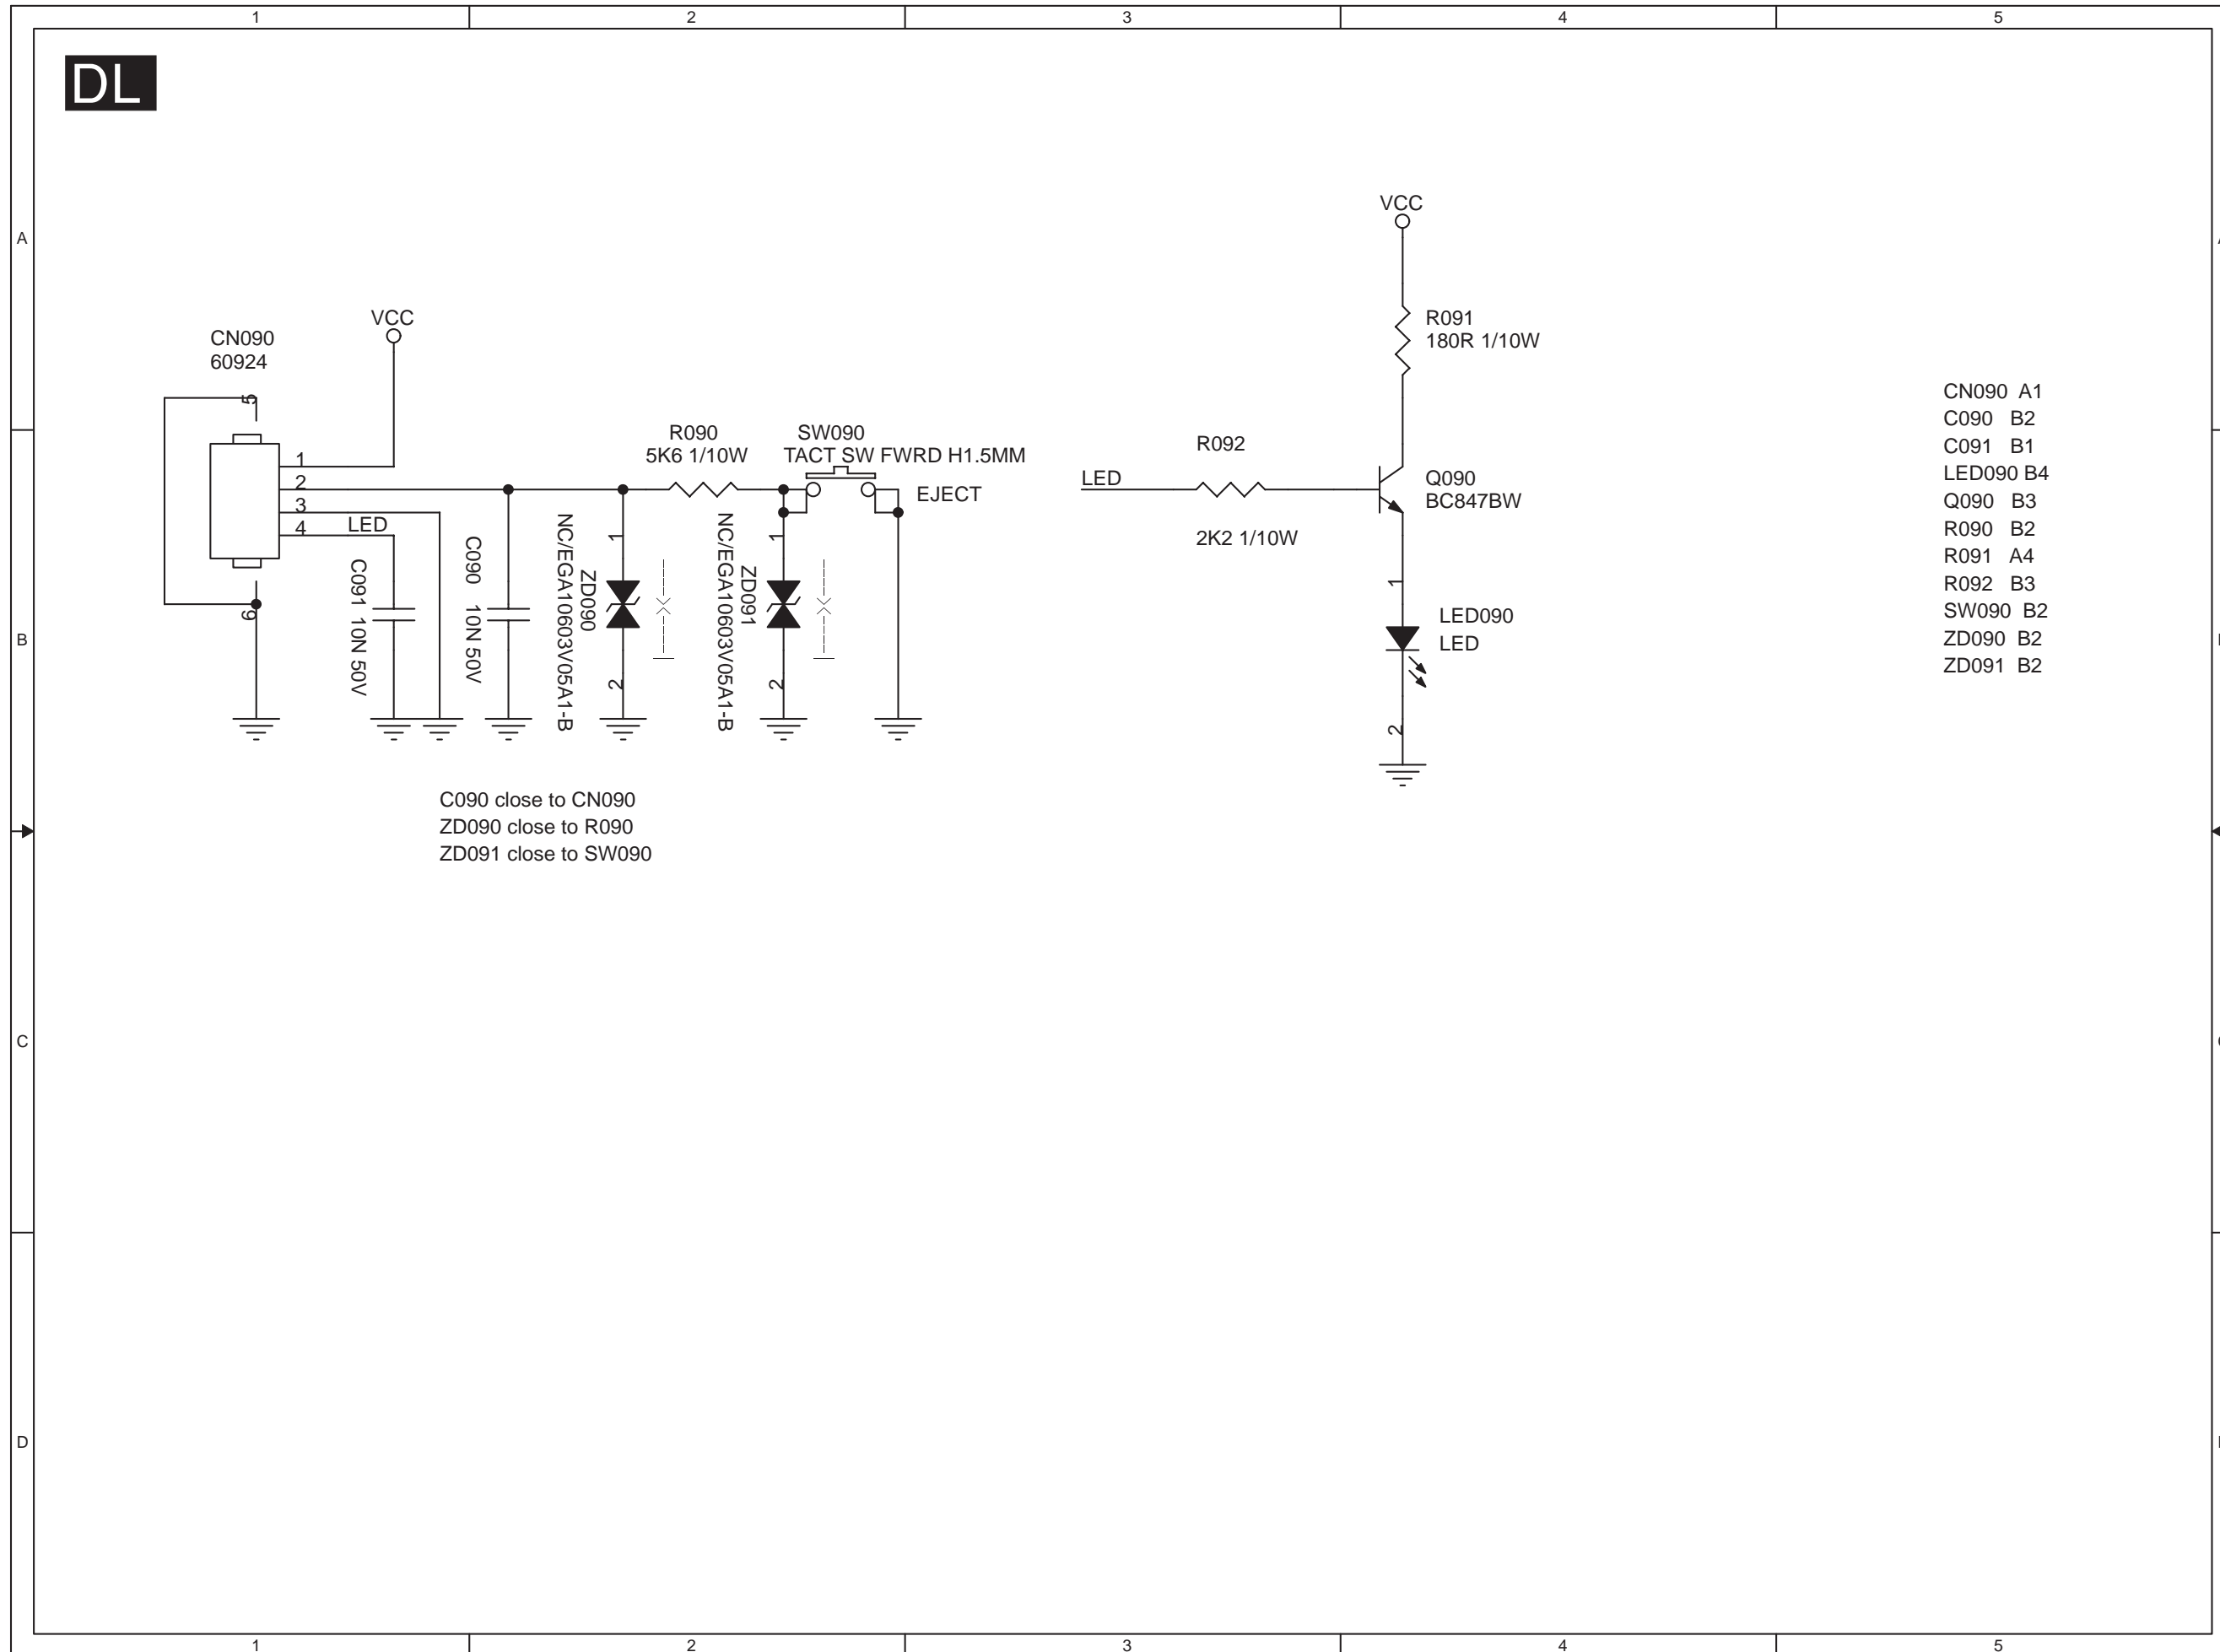 1 2 3 4 5
DL
A
VCC
VCC
CN090
60924
R091
180R 1/10W
5
1
2
3
4
6
LED
C091 10N 50V
C090 10N 50V
R090
5K6 1/10W
SW090
TACT SW FWRD H1.5MM
EJECT
1
ZD090
NC/EGA10603V05A1-B
2
1
ZD091
NC/EGA10603V05A1-B
2
LED
R092
2K2 1/10W
Q090
BC847BW
1
LED090
LED
2
CN090 A1
C090 B2
C091 B1
LED090 B4
Q090 B3
R090 B2
R091 A4
R092 B3
SW090 B2
ZD090 B2
ZD091 B2
B
C090 close to CN090
ZD090 close to R090
ZD091 close to SW090
C
D
1 2 3 4 5